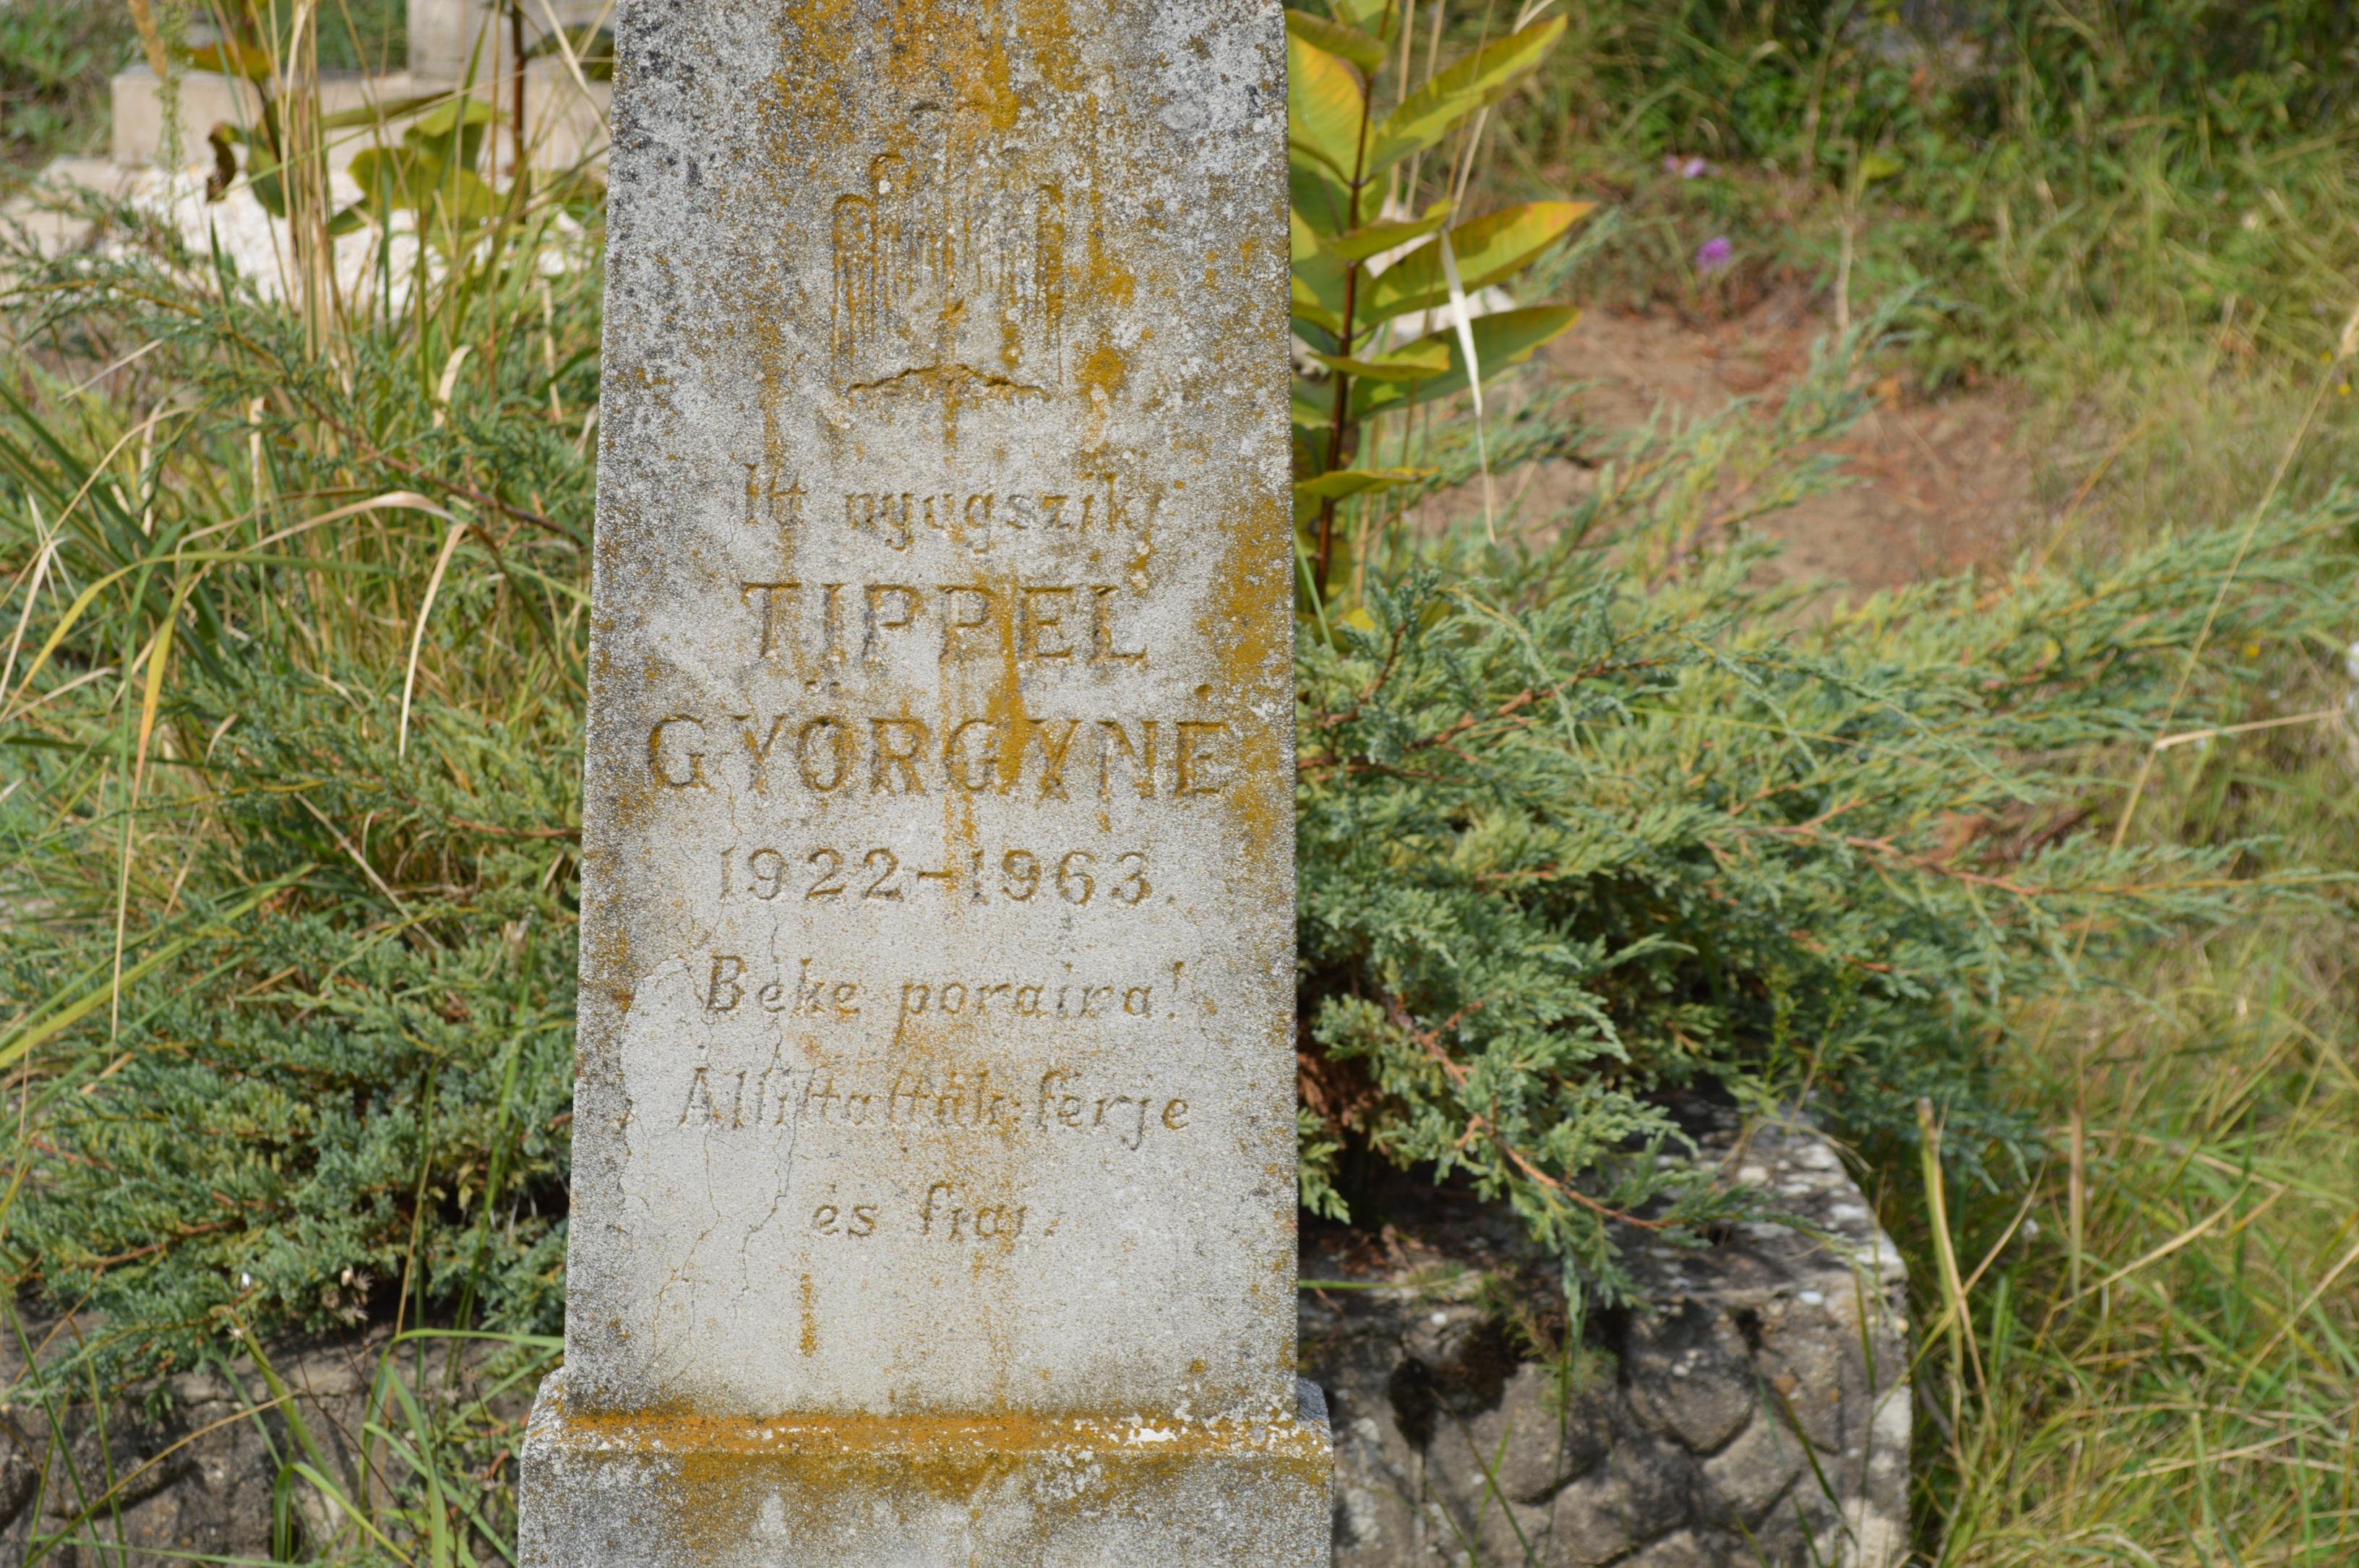 Itt nyugszik
TIPPEL
GYÖRGYNÉ
1922-1963.
Béke poraira!
Állíttatták: férje
és fiai.